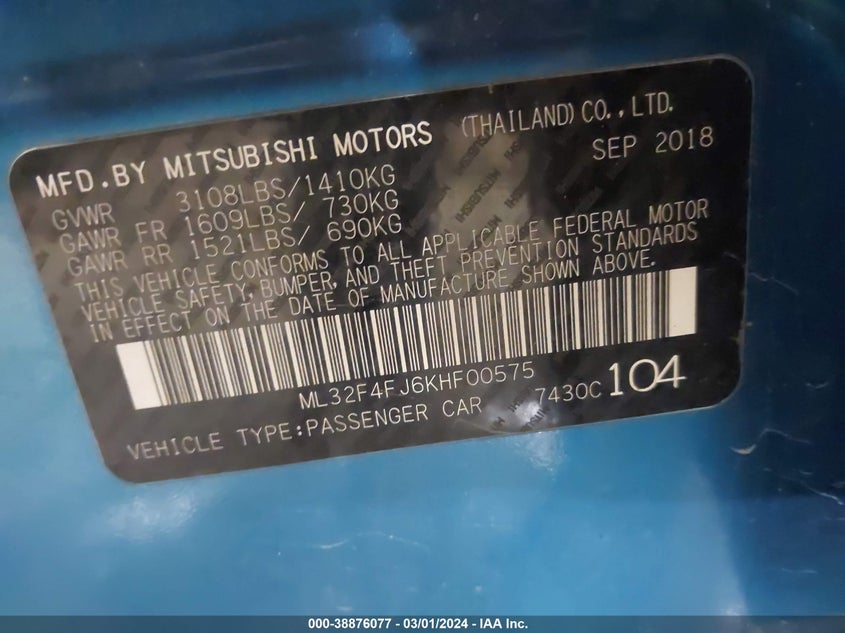 MFD.BY MITSUBISHI MOTORS (THAILAND) CO.,LTD.
SEP 2018
GVWR 3108LBS/1410KG
GAWR FR 1609LBS/ 730KG
GAWR RR 1521LBS/ 690KG
THIS VEHICLE CONFORMS TO ALL APPLICABLE FEDERAL MOTOR
VEHICLE SAFETY, BUMPER, AND THEFT PREVENTION STANDARDS
IN EFFECT ON THE DATE OF MANUFACTURE SHOWN ABOVE.
ML32F4FJ6KHF00575
VEHICLE TYPE:PASSENGER CAR 7430C 104
000-38876077 - 03/01/2024 - IAA Inc.